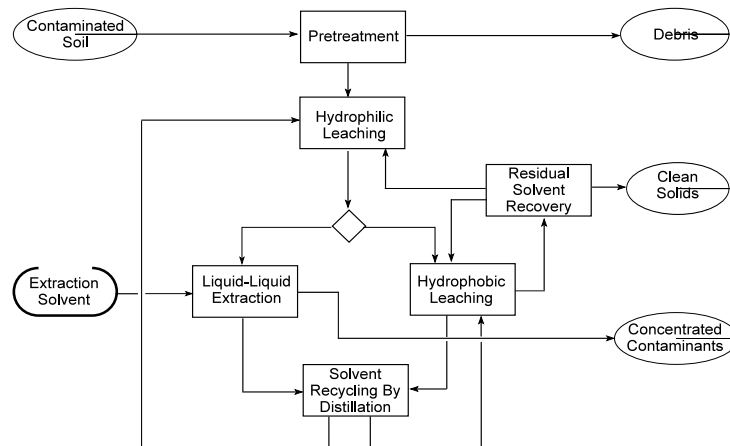 Contaminated
Soil
Pretreatment
Debris
Hydrophilic
Leaching
Residual
Solvent
Recovery
Clean
Solids
Extraction
Solvent
Liquid-Liquid
Extraction
Hydrophobic
Leaching
Concentrated
Contaminants
Solvent
Recycling By
Distillation